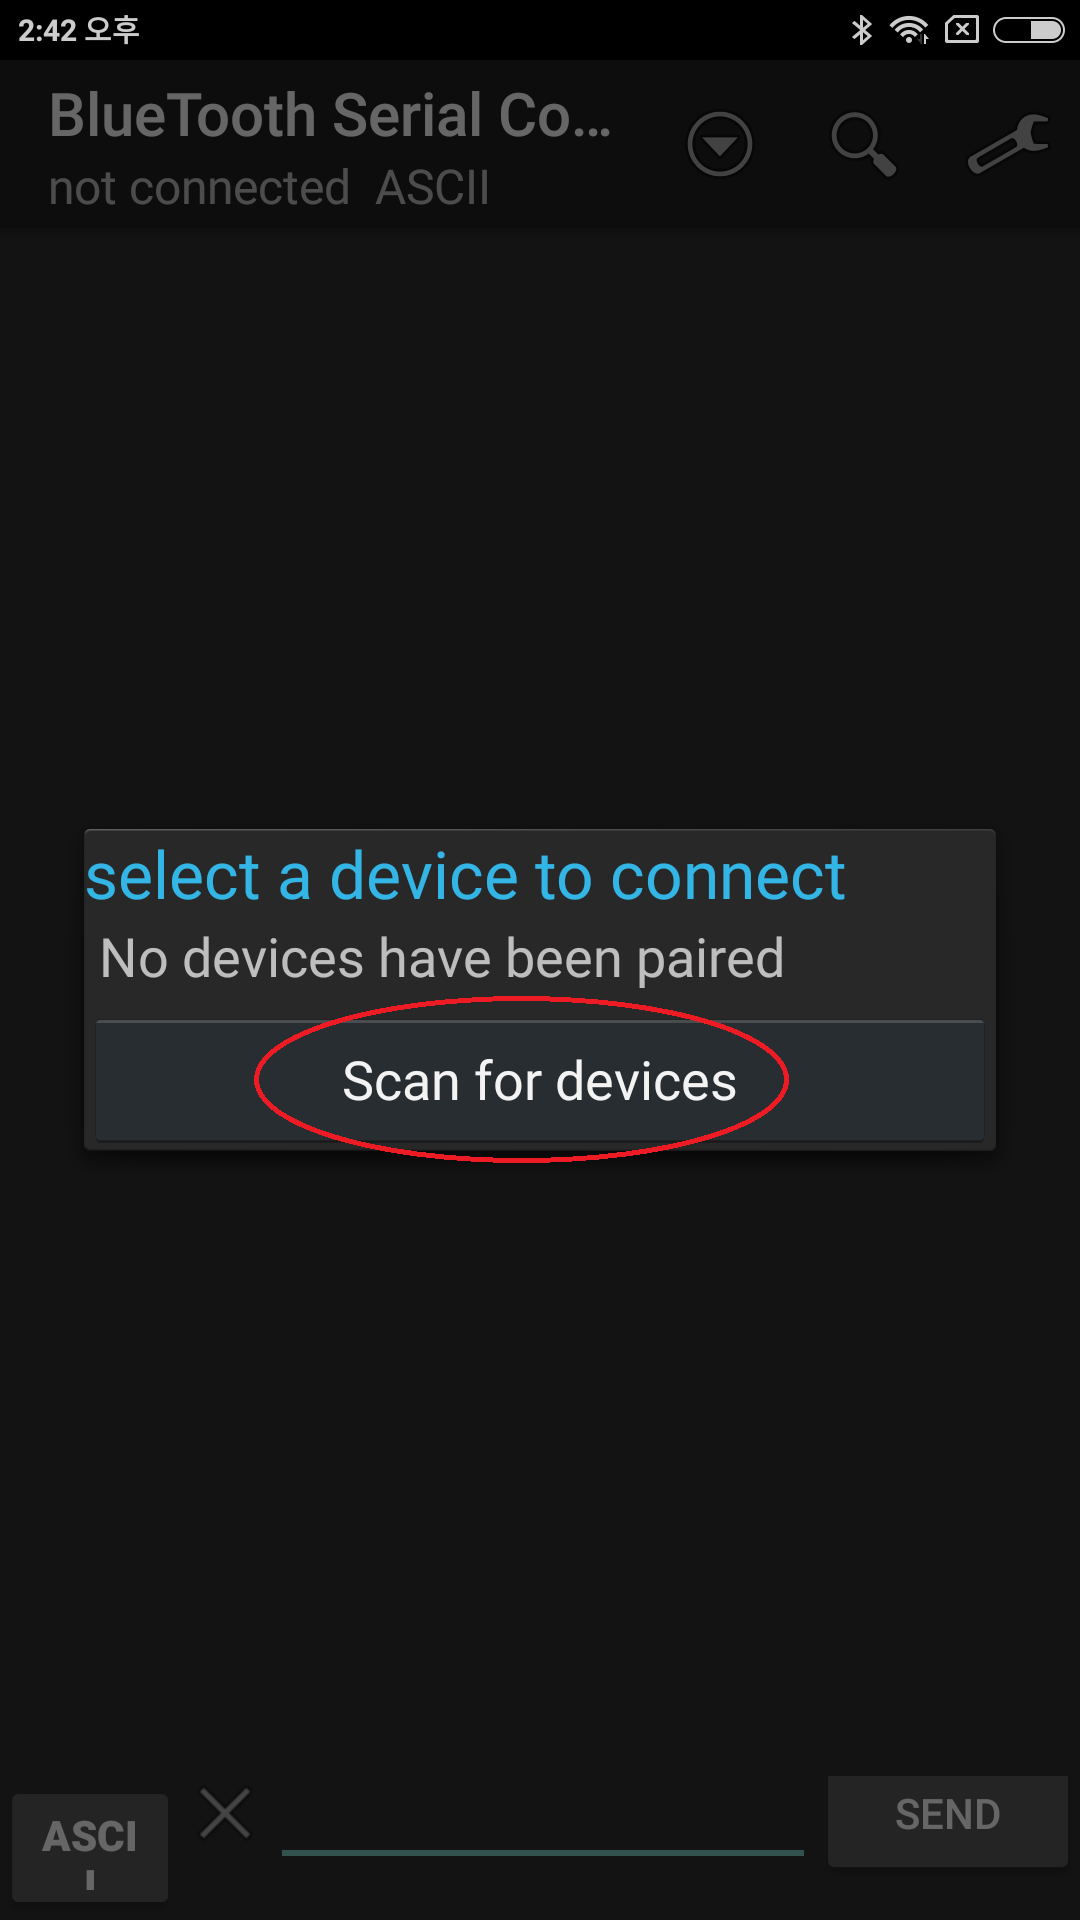 2:42 오후
BlueTooth Serial Co...
not connected ASCII
select a device to connect
No devices have been paired
Scan for devices
ASCI
I
SEND